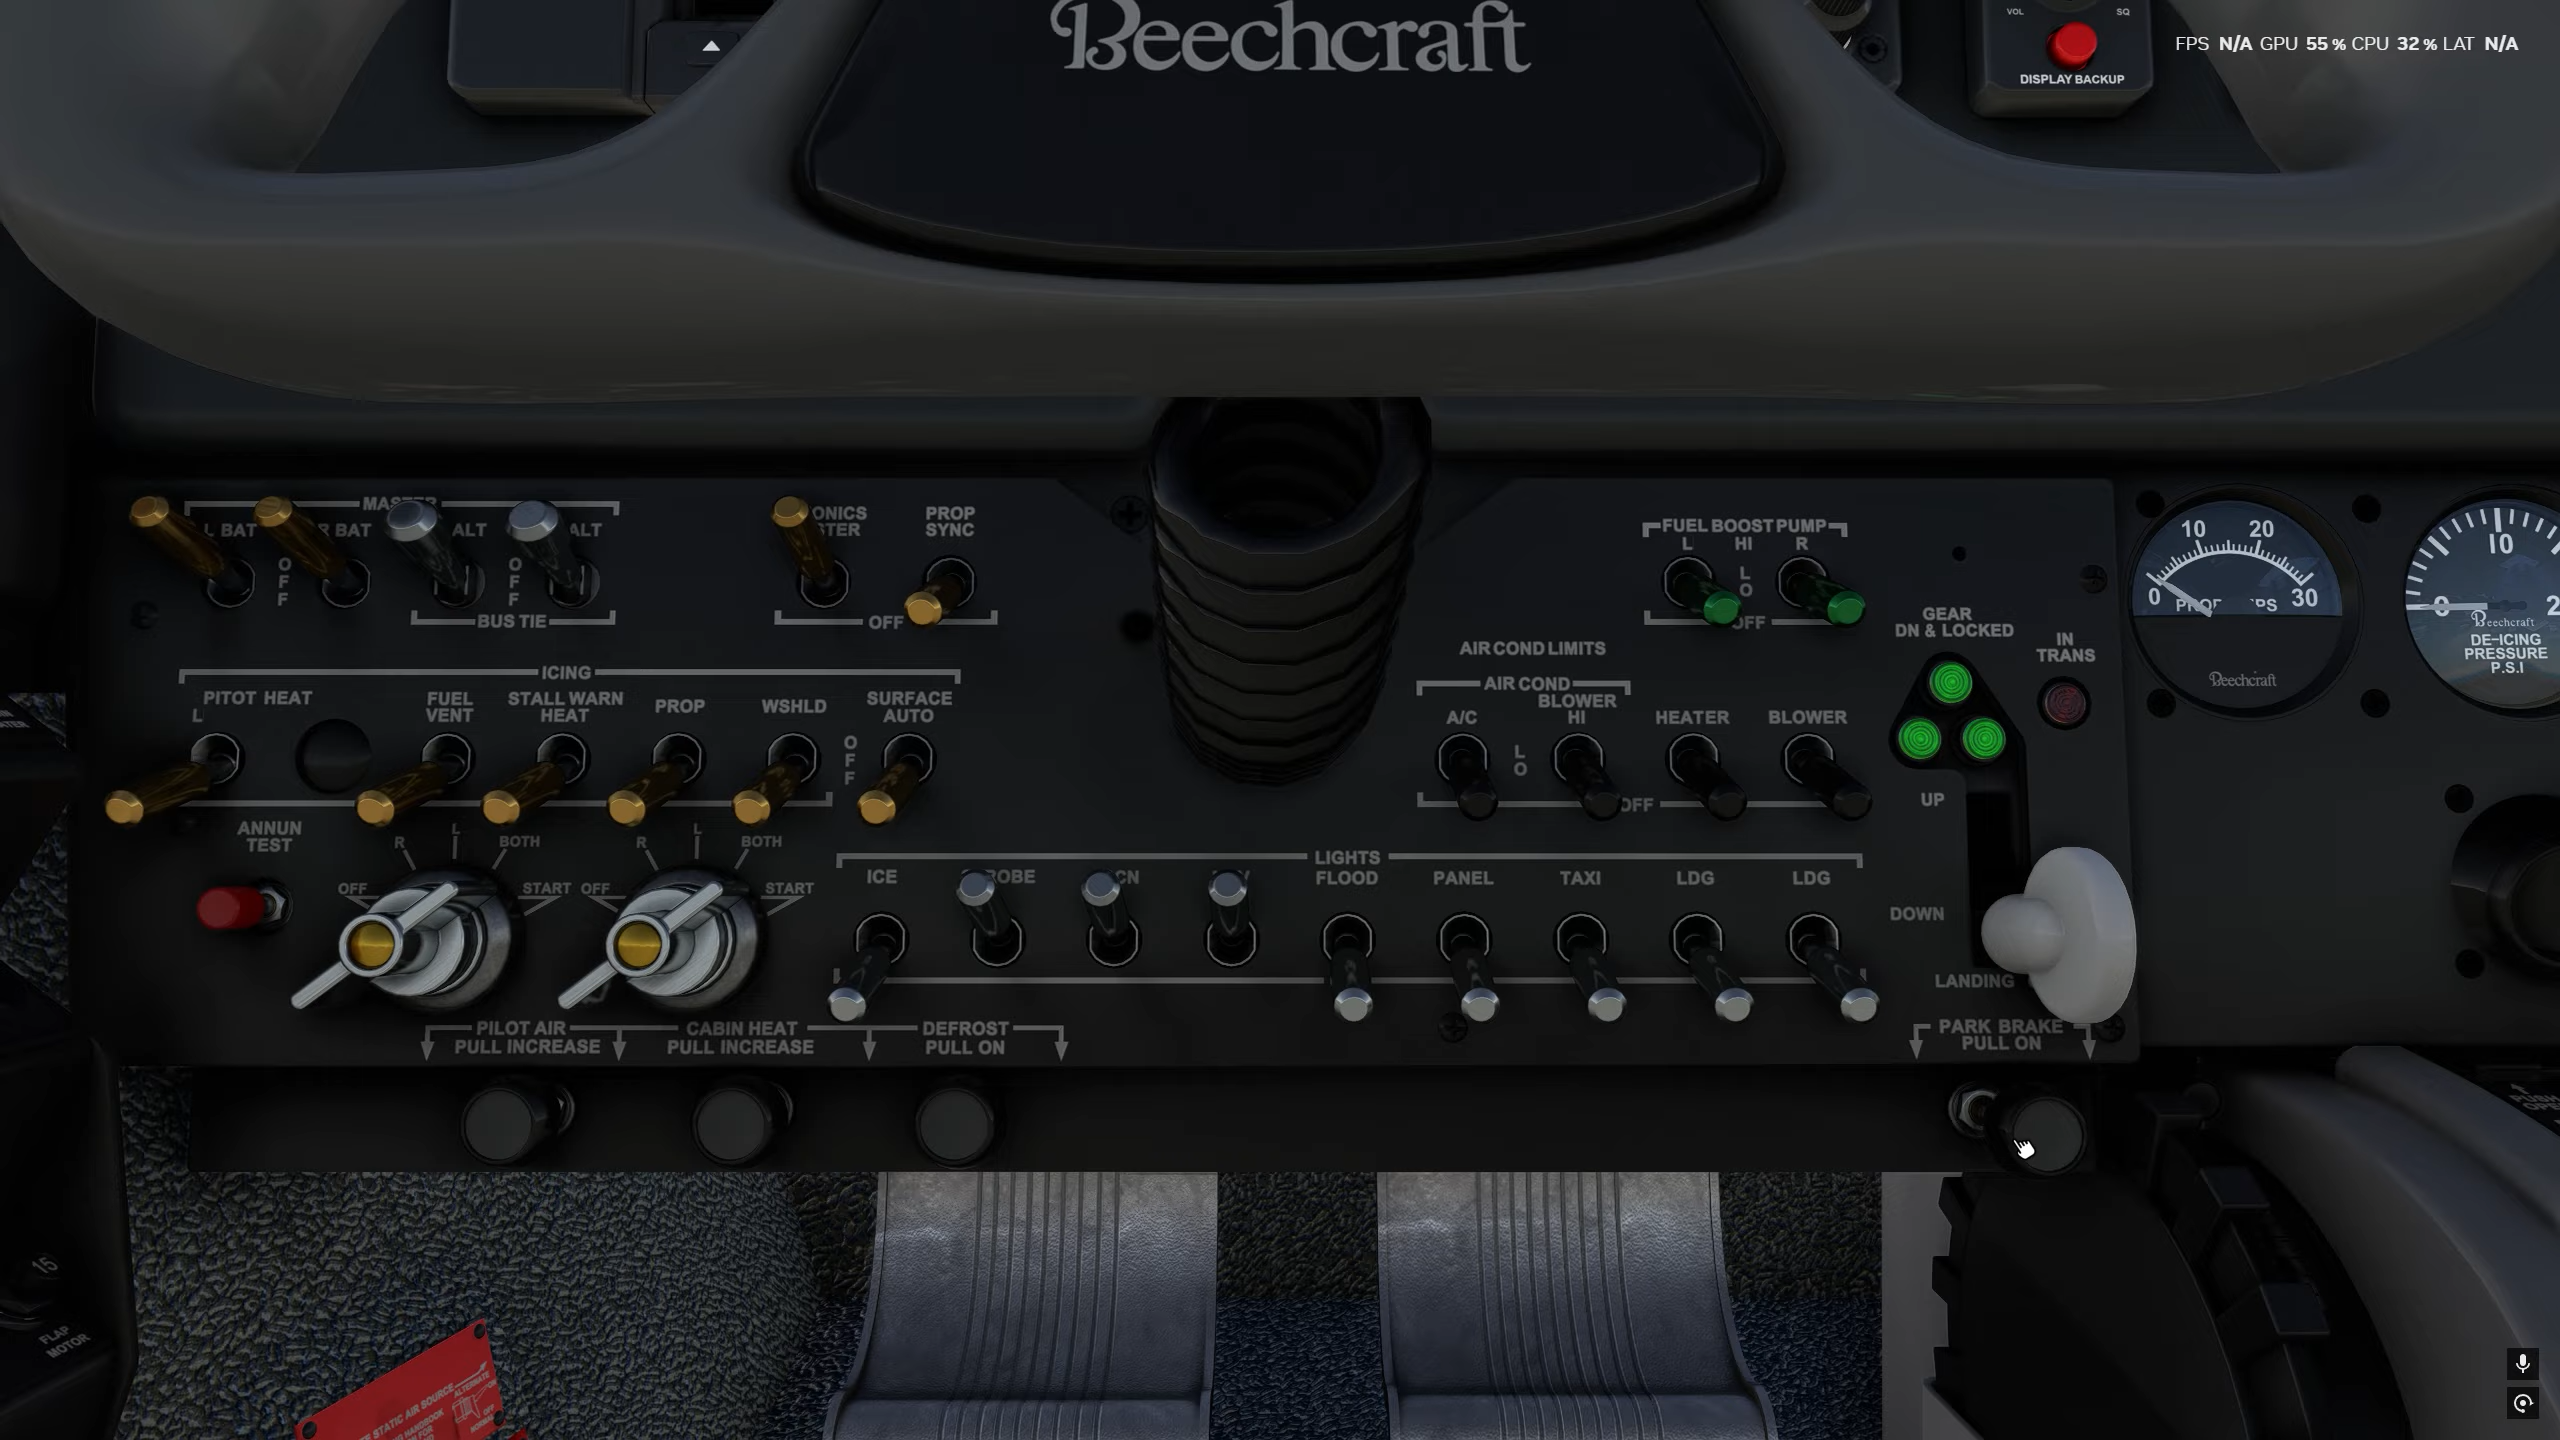 Beechcraft
VOL
SQ
DISPLAY BACKUP
FPS N/A GPU 55 % CPU 32 % LAT N/A
L BAT
OFF
R BAT
ALT
OFF
ALT
BUS TIE
PROP
SYNC
OFF
FUEL BOOST PUMP
L
HI
R
LO
OFF
AIR COND LIMITS
AIR COND
BLOWER
A/C
LO
HI
HEATER
BLOWER
OFF
GEAR
DN & LOCKED
IN
TRANS
UP
DOWN
LANDING
0
10
20
30
Beechcraft
0
10
Beechcraft
DE-ICING
PRESSURE
P.S.I
ICING
PITOT HEAT
L
FUEL
VENT
STALL WARN
HEAT
PROP
WSHLD
OFF
SURFACE
AUTO
ANNUN
TEST
OFF
R
L
BOTH
START
OFF
R
L
BOTH
START
LIGHTS
ICE
FLOOD
PANEL
TAXI
LDG
LDG
PILOT AIR
PULL INCREASE
CABIN HEAT
PULL INCREASE
DEFROST
PULL ON
PARK BRAKE
PULL ON
15
FLAP
MOTOR
STATIC AIR SOURCE
ALTERNATE